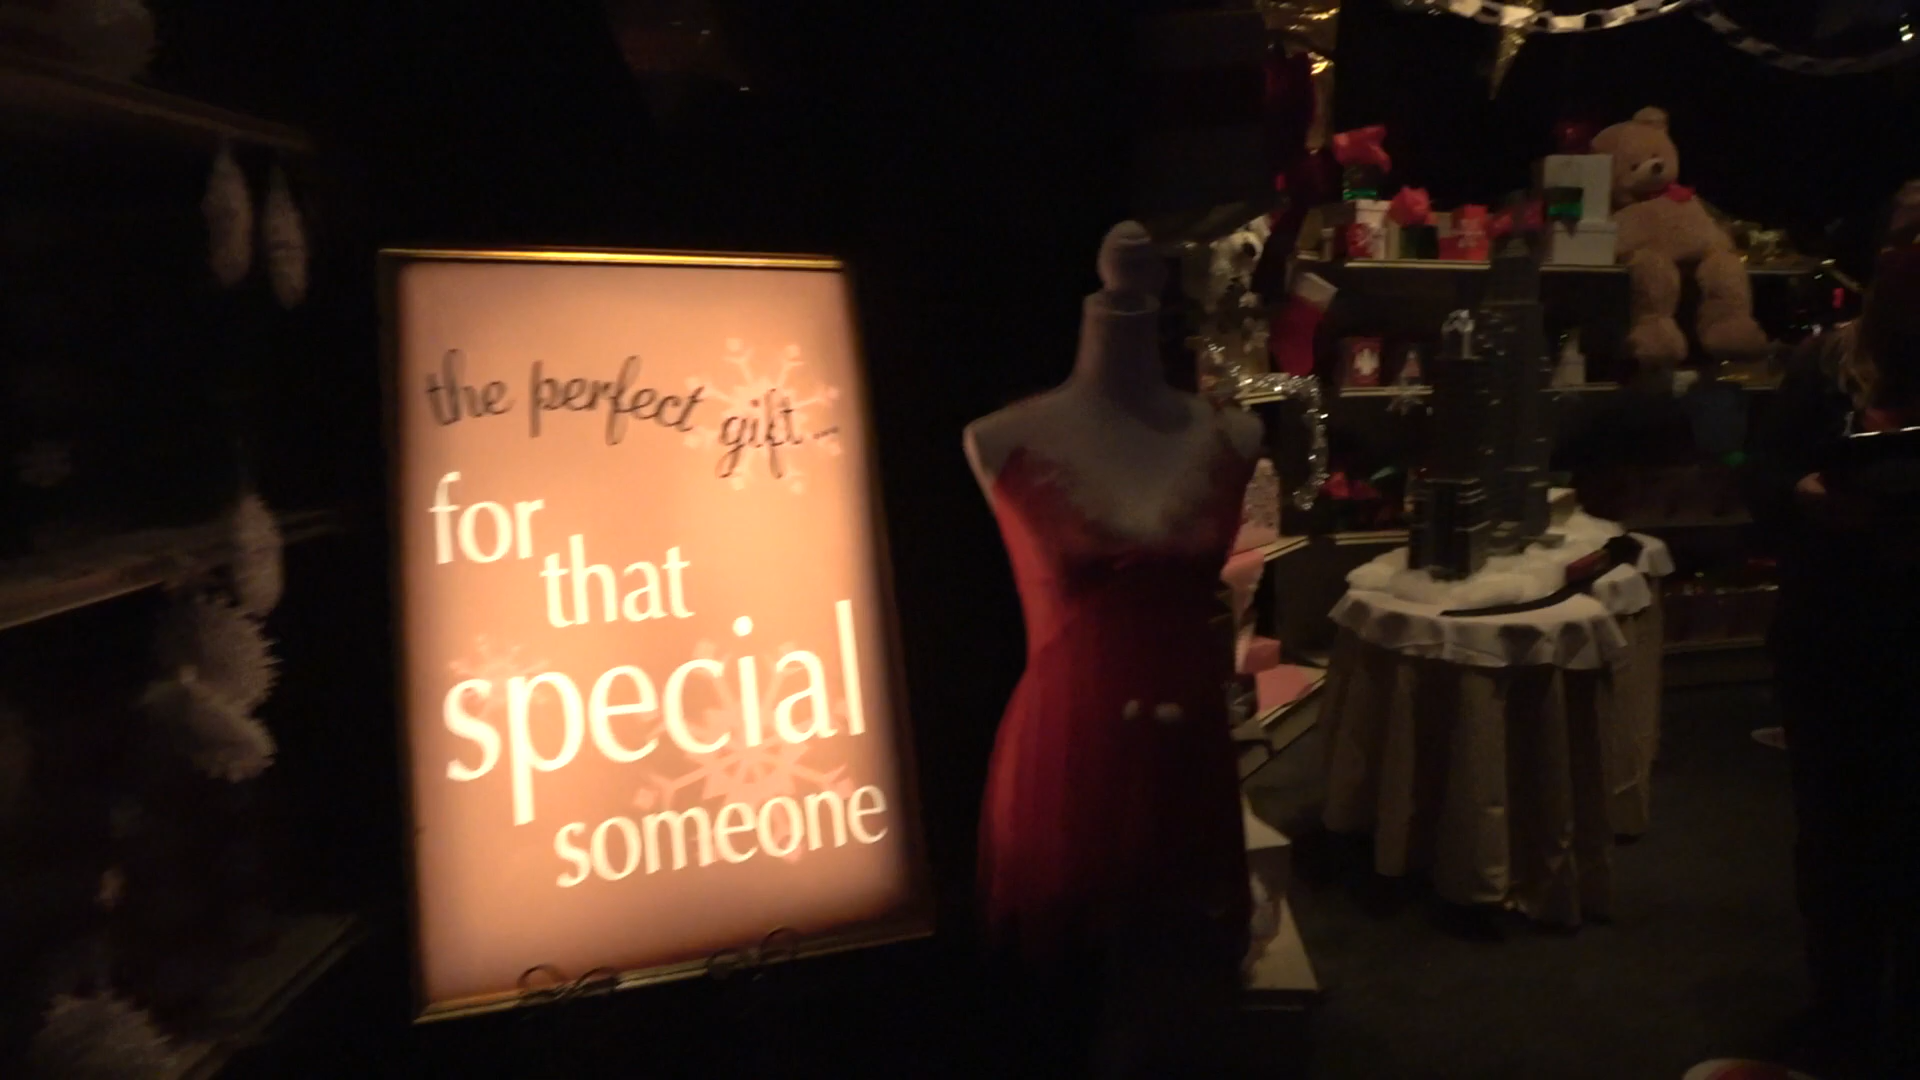 the perfect gift...
for
that
special
someone